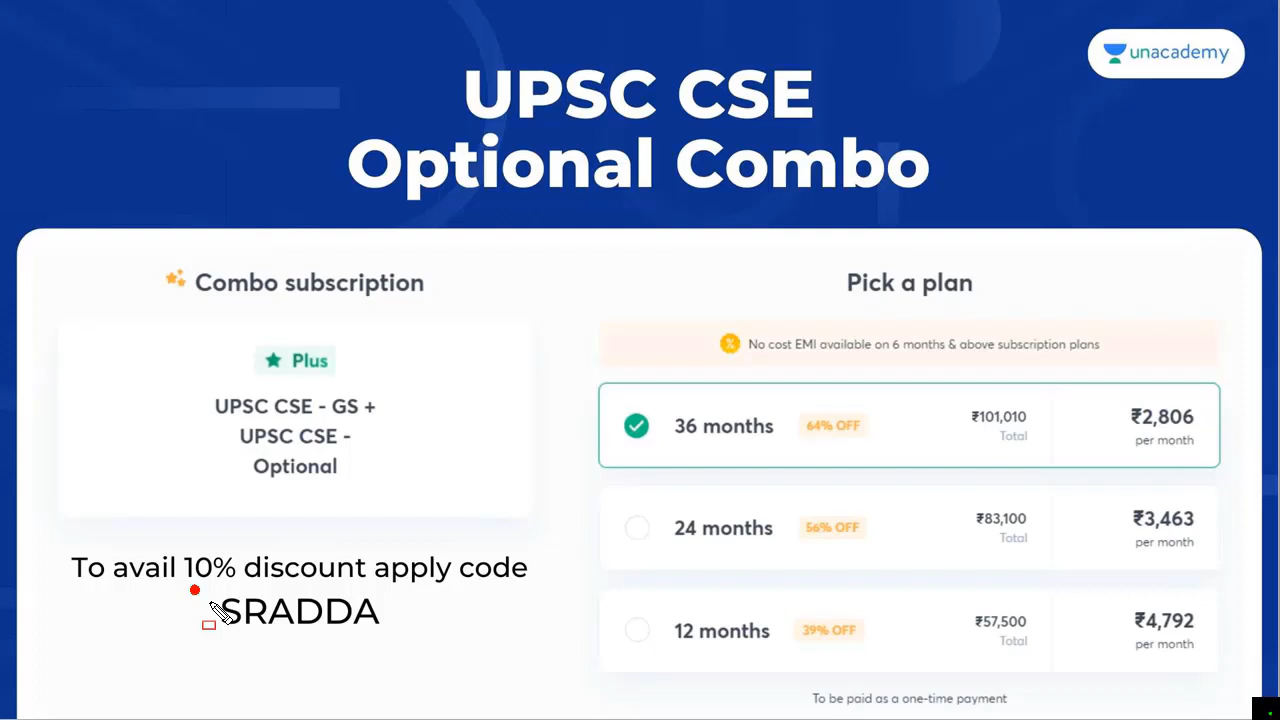 unacademy
UPSC CSE
Optional Combo
Combo subscription
Plus
UPSC CSE - GS +
UPSC CSE -
Optional
To avail 10% discount apply code
SRADDA
Pick a plan
No cost EMI available on 6 months & above subscription plans
36 months 64% OFF ₹101,010 ₹2,806
Total per month
24 months 56% OFF ₹83,100 ₹3,463
Total per month
12 months 39% OFF ₹57,500 ₹4,792
Total per month
To be paid as a one-time payment